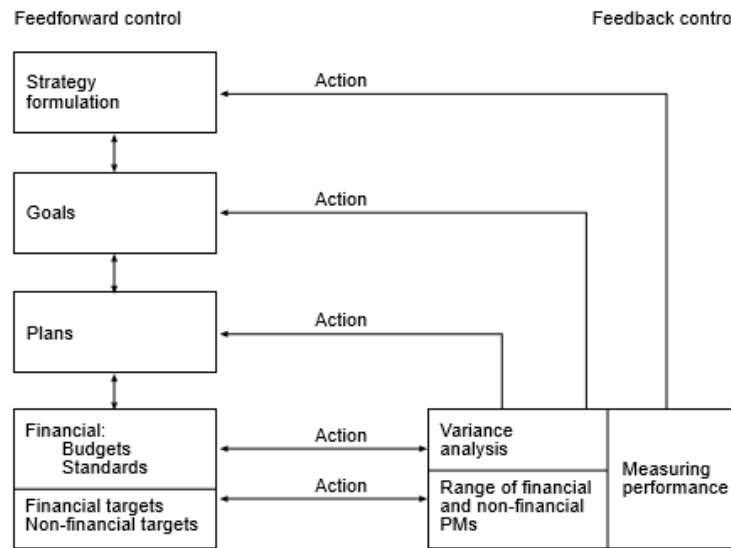 Feedforward control
Feedback contro
Strategy
formulation
Action
Goals
Action
Plans
Action
Financial:
Budgets
Standards
Action
Variance
analysis
Financial targets
Non-financial targets
Action
Range of financial
and non-financial
PMs
Measuring
performance